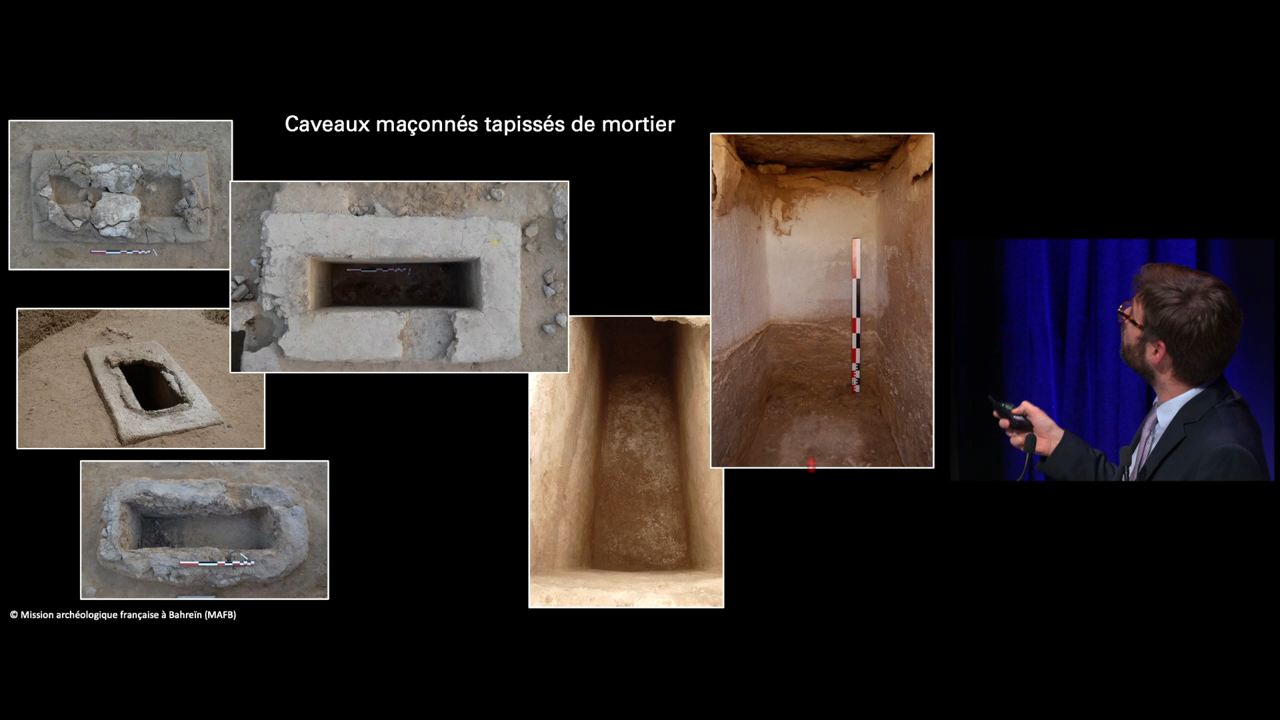 Caveaux maçonnés tapissés de mortier
© Mission archéologique française à Bahreïn (MAFB)